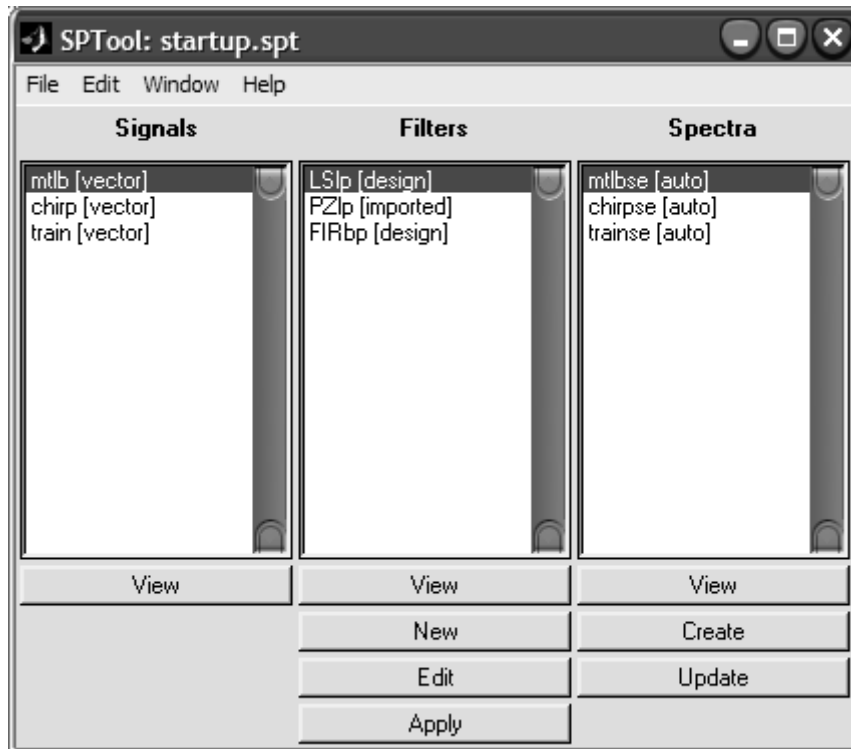 SPTool: startup.spt
File Edit Window Help
Signals Filters Spectra
mtlb [vector]
chirp [vector]
train [vector]
LSlp [design]
PZlp [imported]
FIRbp [design]
mtlbse [auto]
chirpse [auto]
trainse [auto]
View View View
New Create
Edit Update
Apply